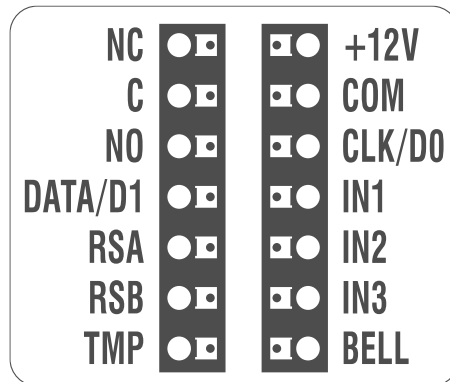 NC +12V
C COM
NO CLK/D0
DATA/D1 IN1
RSA IN2
RSB IN3
TMP BELL